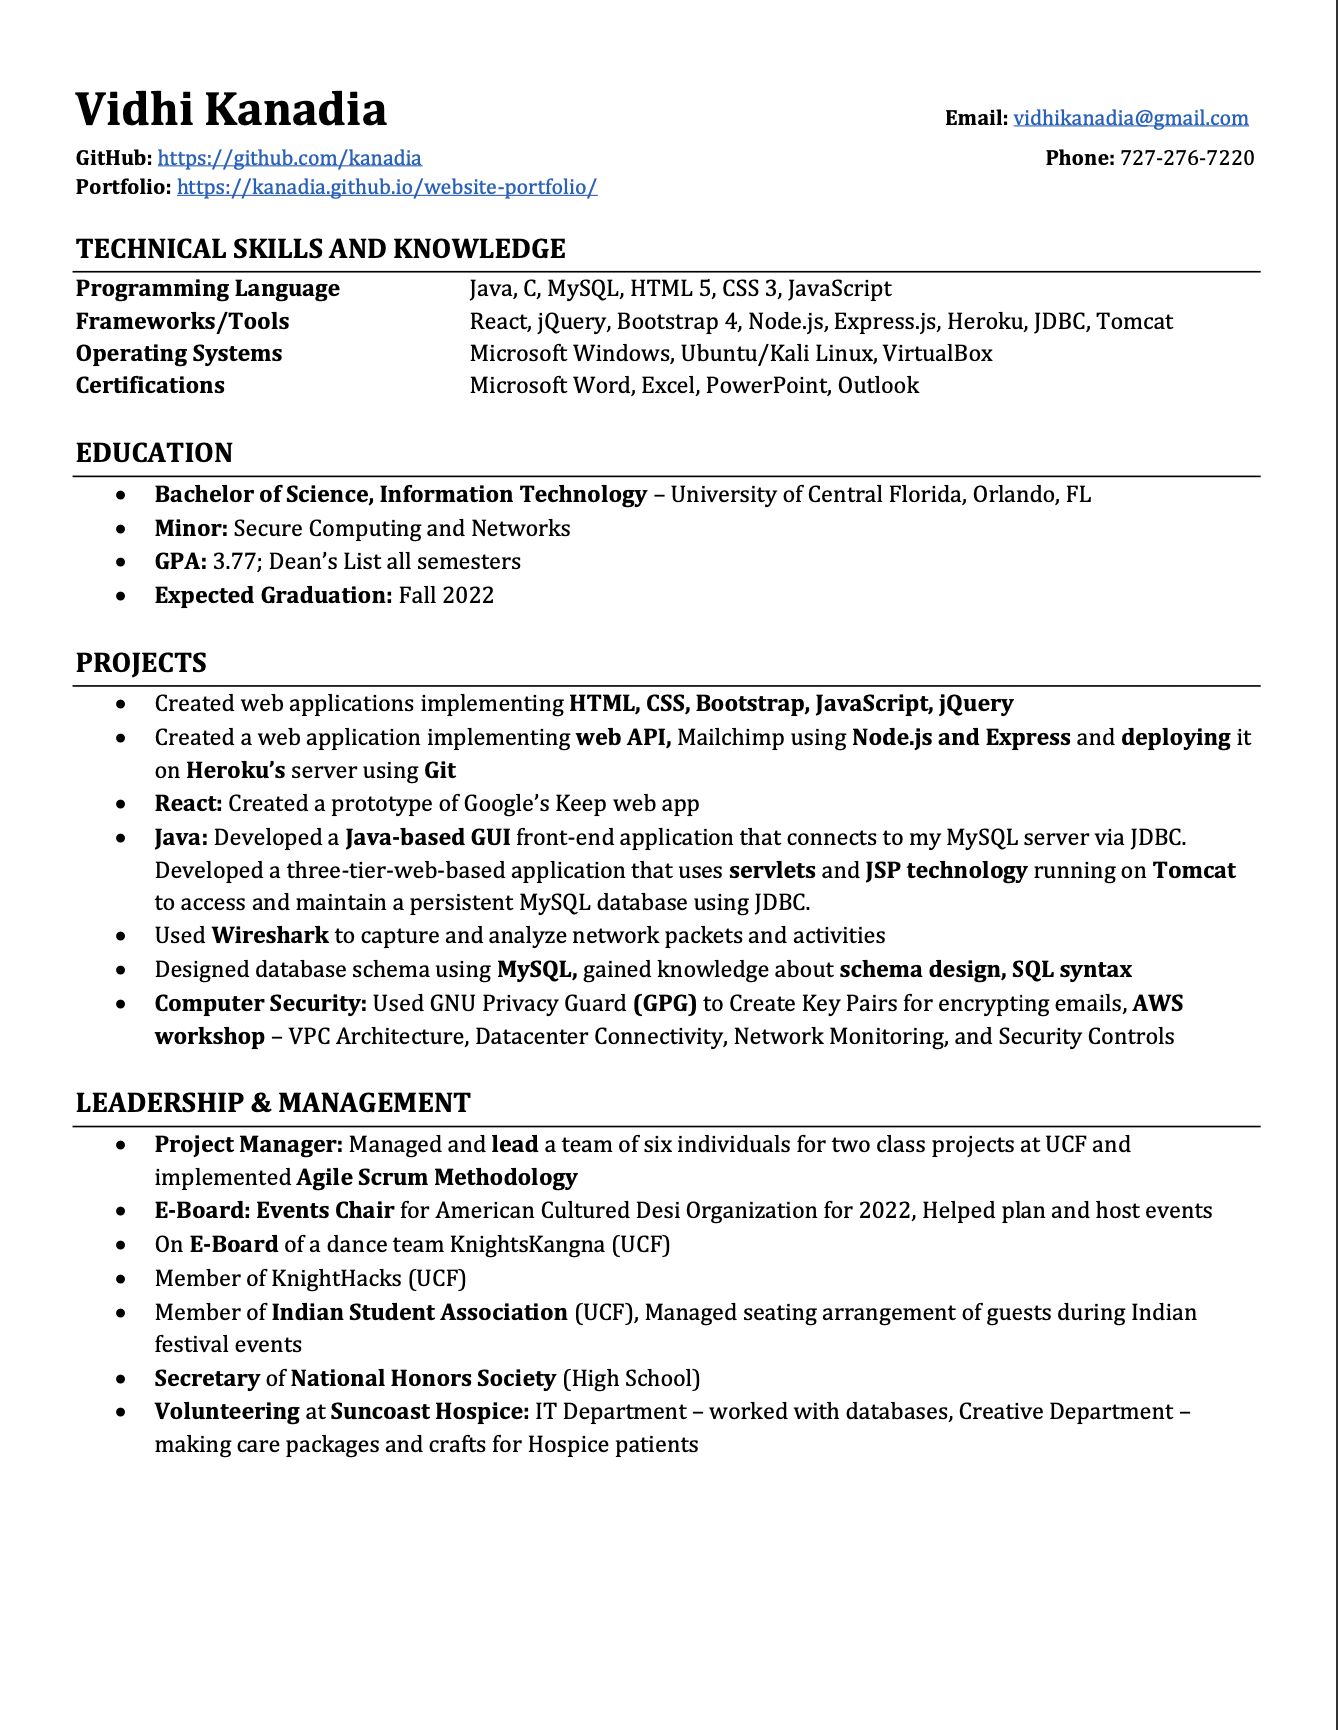 Vidhi Kanadia
Email: vidhikanadia@gmail.com
GitHub: https://github.com/kanadia
Phone: 727-276-7220
Portfolio: https://kanadia.github.io/website-portfolio/
TECHNICAL SKILLS AND KNOWLEDGE
Programming Language Java, C, MySQL, HTML 5, CSS 3, JavaScript
Frameworks/Tools React, jQuery, Bootstrap 4, Node.js, Express.js, Heroku, JDBC, Tomcat
Operating Systems Microsoft Windows, Ubuntu/Kali Linux, VirtualBox
Certifications Microsoft Word, Excel, PowerPoint, Outlook
EDUCATION
• Bachelor of Science, Information Technology – University of Central Florida, Orlando, FL
• Minor: Secure Computing and Networks
• GPA: 3.77; Dean’s List all semesters
• Expected Graduation: Fall 2022
PROJECTS
• Created web applications implementing HTML, CSS, Bootstrap, JavaScript, jQuery
• Created a web application implementing web API, Mailchimp using Node.js and Express and deploying it
on Heroku’s server using Git
• React: Created a prototype of Google’s Keep web app
• Java: Developed a Java-based GUI front-end application that connects to my MySQL server via JDBC.
Developed a three-tier-web-based application that uses servlets and JSP technology running on Tomcat
to access and maintain a persistent MySQL database using JDBC.
• Used Wireshark to capture and analyze network packets and activities
• Designed database schema using MySQL, gained knowledge about schema design, SQL syntax
• Computer Security: Used GNU Privacy Guard (GPG) to Create Key Pairs for encrypting emails, AWS
workshop – VPC Architecture, Datacenter Connectivity, Network Monitoring, and Security Controls
LEADERSHIP & MANAGEMENT
• Project Manager: Managed and lead a team of six individuals for two class projects at UCF and
implemented Agile Scrum Methodology
• E-Board: Events Chair for American Cultured Desi Organization for 2022, Helped plan and host events
• On E-Board of a dance team KnightsKangna (UCF)
• Member of KnightHacks (UCF)
• Member of Indian Student Association (UCF), Managed seating arrangement of guests during Indian
festival events
• Secretary of National Honors Society (High School)
• Volunteering at Suncoast Hospice: IT Department – worked with databases, Creative Department –
making care packages and crafts for Hospice patients